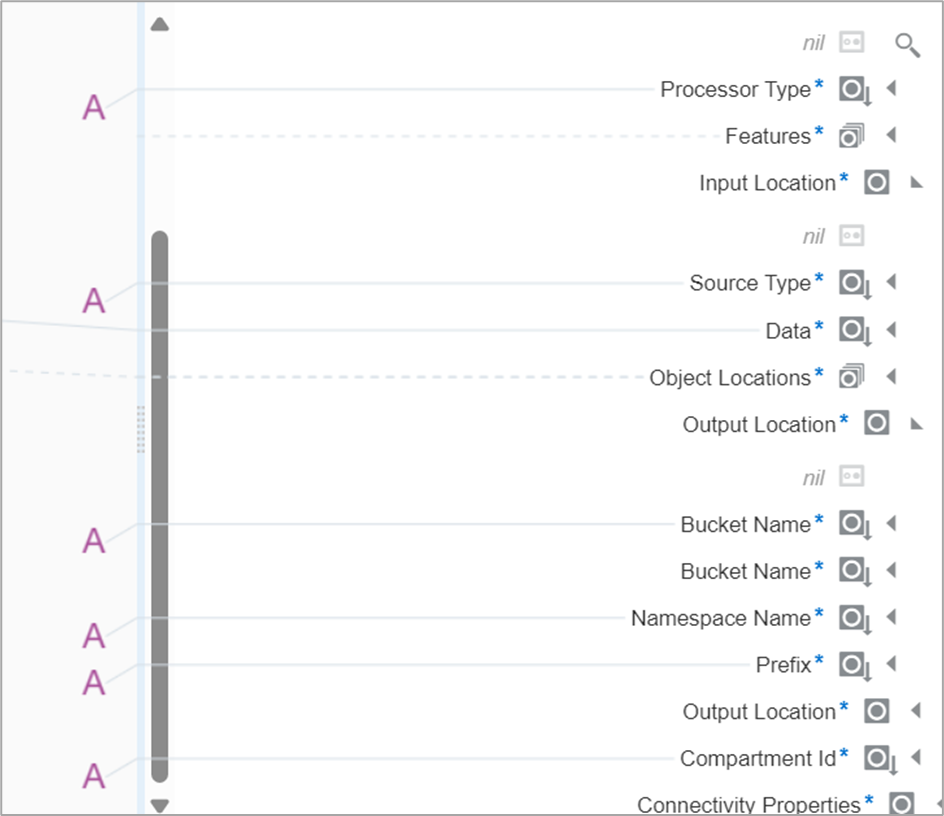 nil
A Processor Type*
Features*
Input Location*
nil
A Source Type*
Data*
Object Locations*
Output Location*
nil
A Bucket Name*
Bucket Name*
A Namespace Name*
A Prefix*
Output Location*
A Compartment Id*
Connectivity Properties*